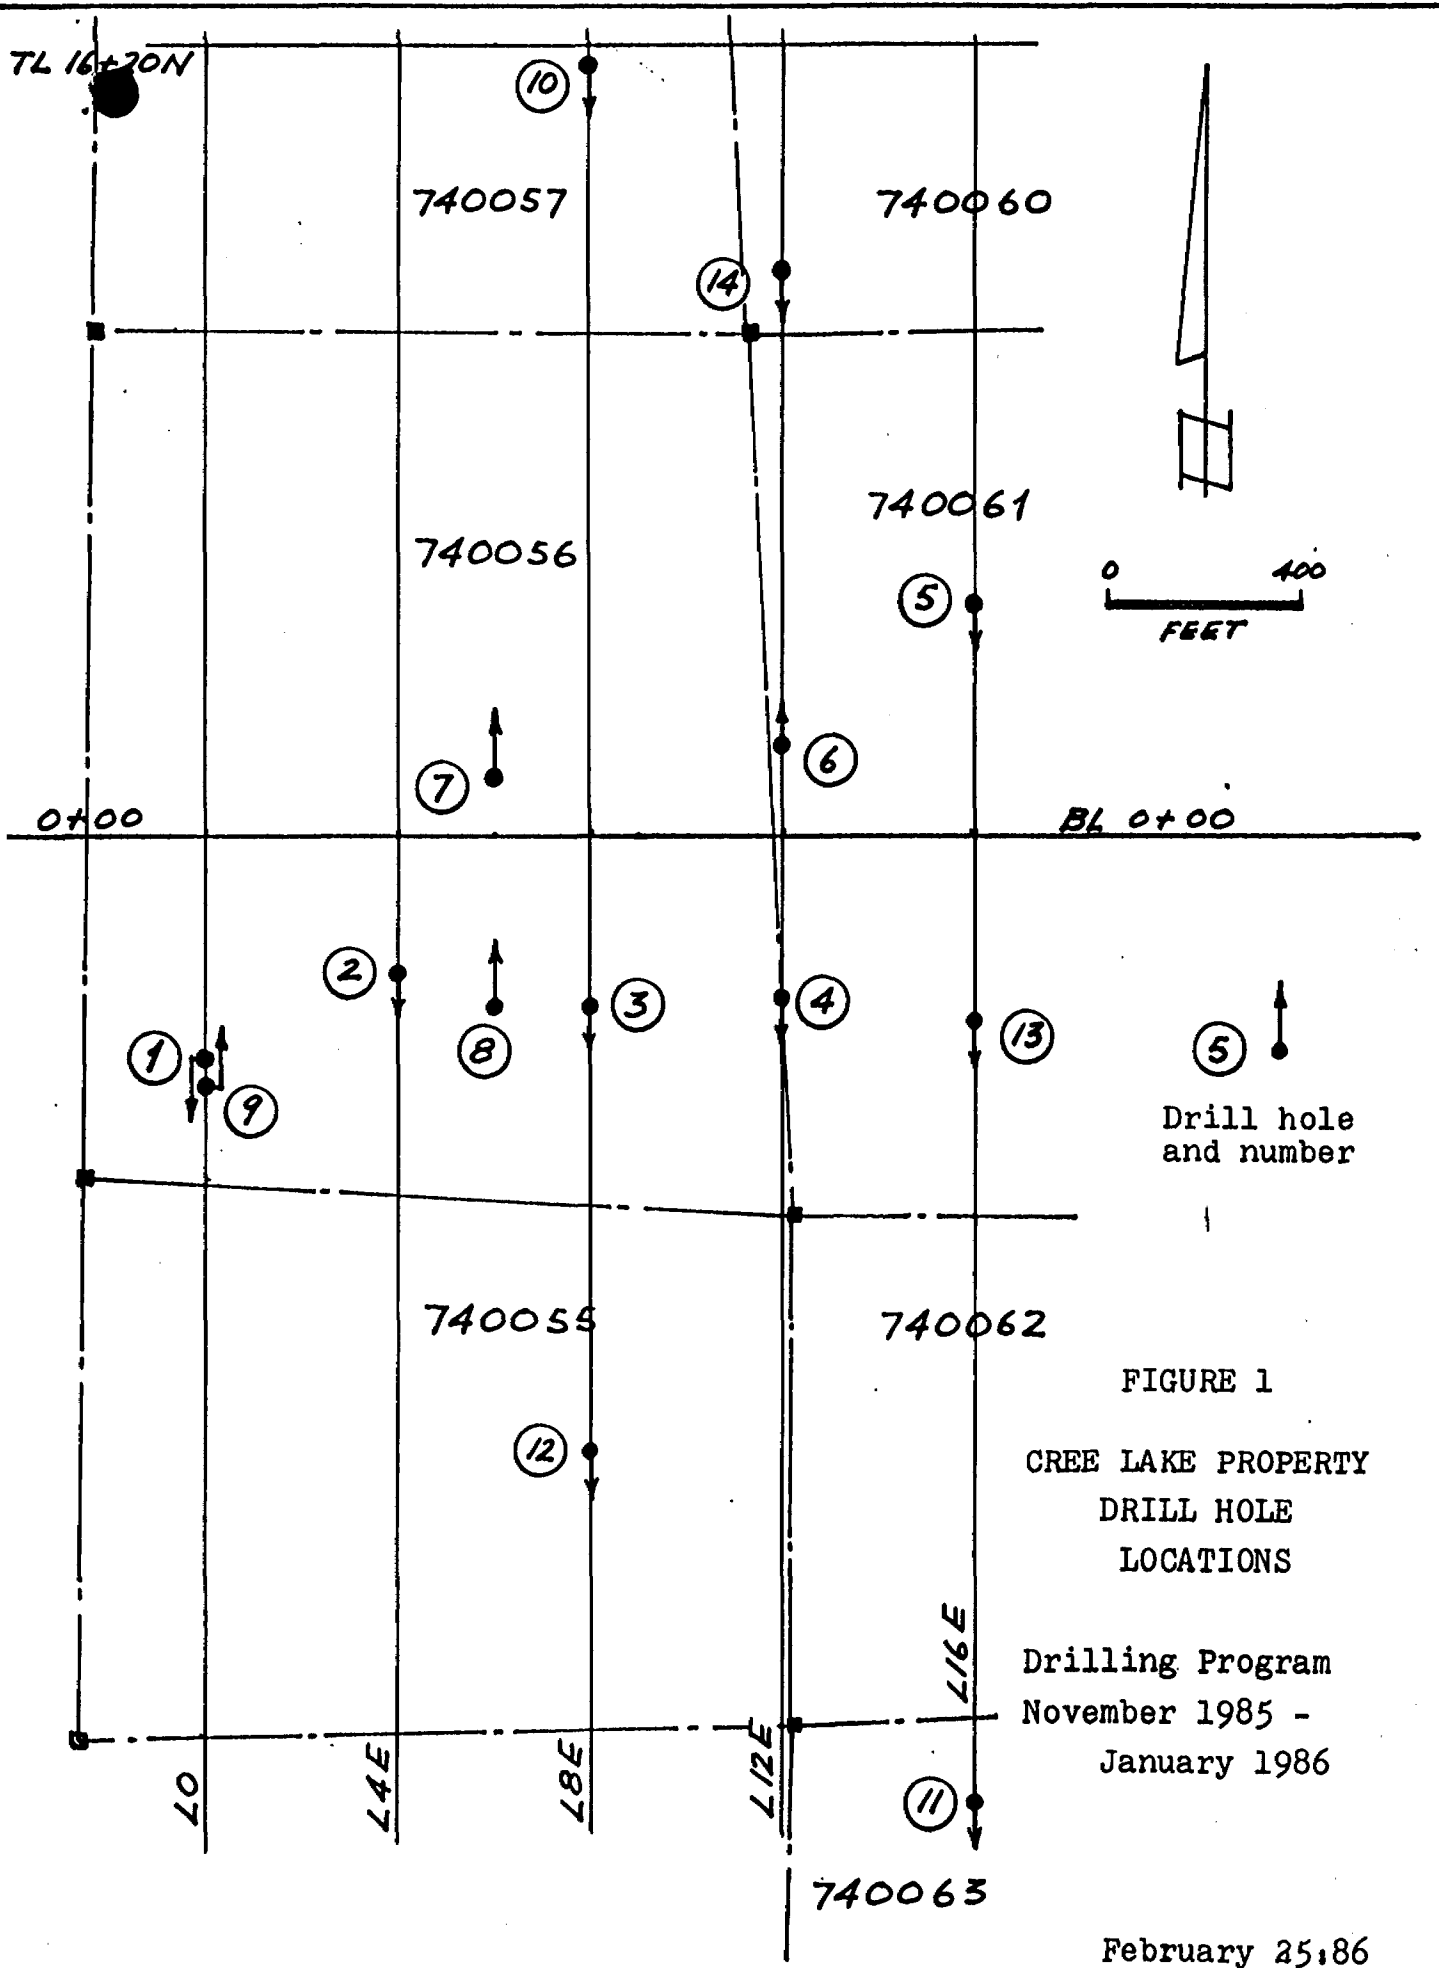 TL 16+20N
10
740057
740060
14
740061
740056
0 400
FEET
5
7
6
0+00
BL 0+00
2
8
3
4
13
5
1
9
Drill hole
and number
740055
740062
FIGURE 1
12
CREE LAKE PROPERTY
DRILL HOLE
LOCATIONS
L16E
Drilling Program
November 1985 -
January 1986
L0
L4E
L8E
L12E
11
740063
February 25:86